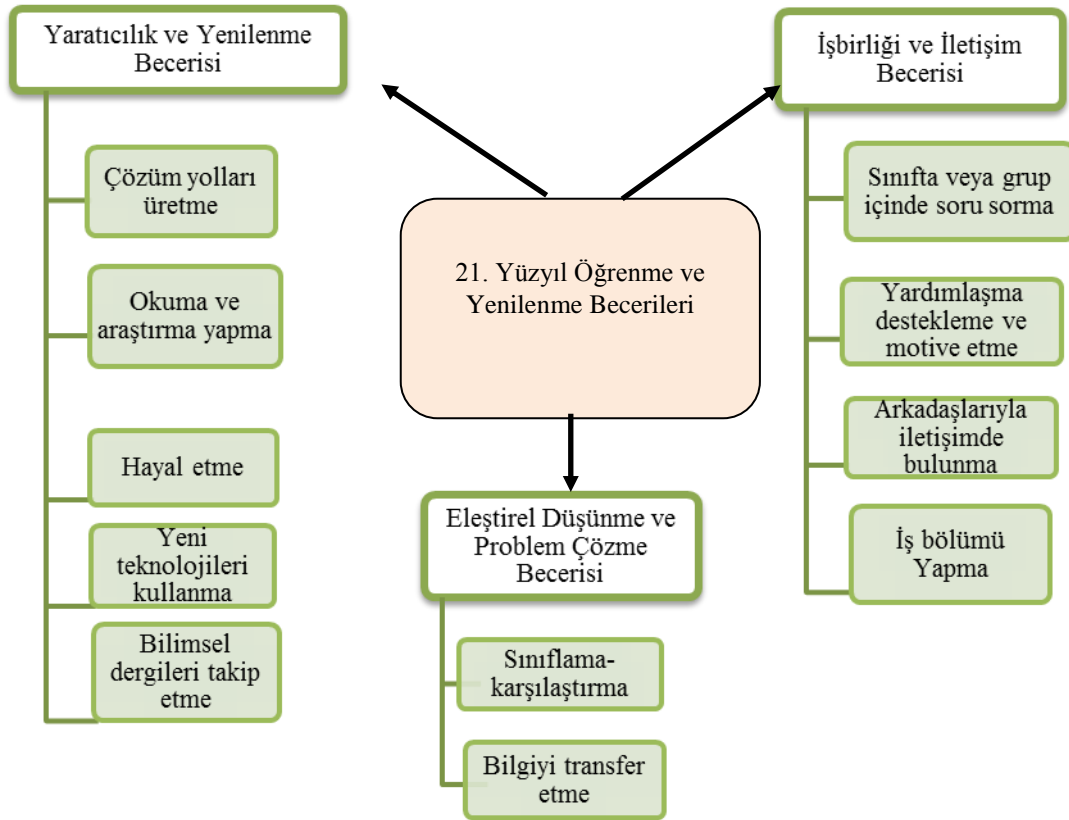 Yaratıcılık ve Yenilenme
Becerisi
Çözüm yolları
üretme
Okuma ve
araştırma yapma
Hayal etme
Yeni
teknolojileri
kullanma
Bilimsel
dergileri takip
etme
21. Yüzyıl Öğrenme ve
Yenilenme Becerileri
Eleştirel Düşünme ve
Problem Çözme
Becerisi
Sınıflama-
karşılaştırma
Bilgiyi transfer
etme
İşbirliği ve İletişim
Becerisi
Sınıfta veya grup
içinde soru sorma
Yardımlaşma
destekleme ve
motive etme
Arkadaşlarıyla
iletişimde
bulunma
İş bölümü
Yapma